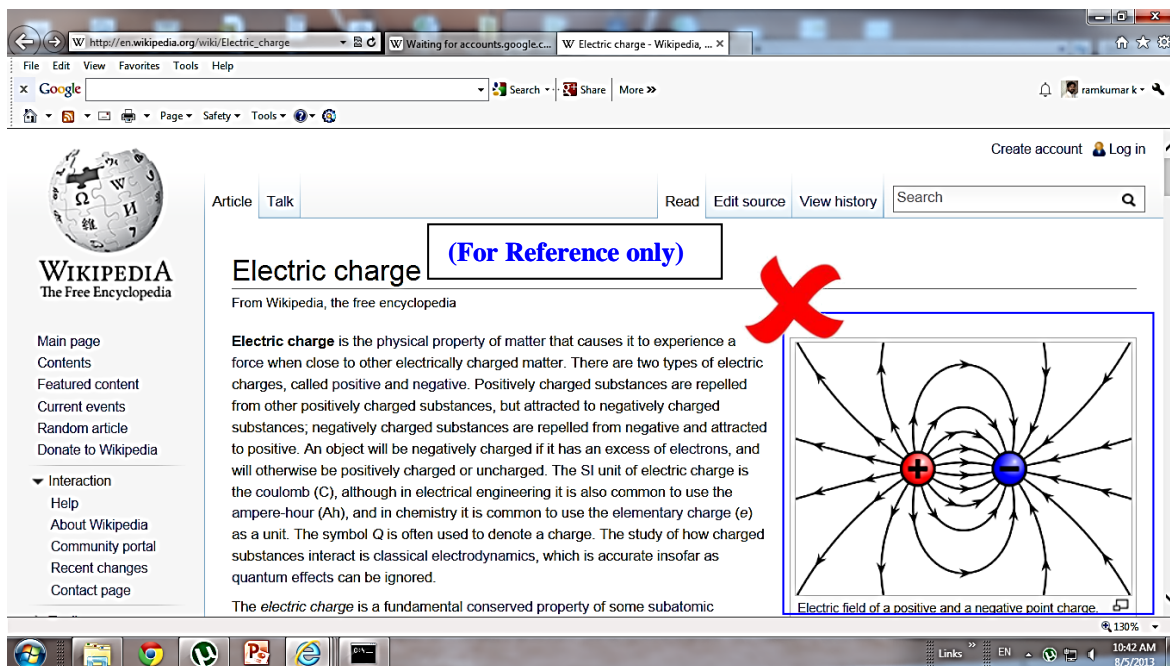 http://en.wikipedia.org/wiki/Electric_charge
Waiting for accounts.google.c...
Electric charge - Wikipedia, ...
File Edit View Favorites Tools Help
x Google
Search
Share
More »
ramkumar k
Page Safety Tools
Create account Log in
Article Talk
Read Edit source View history
Search
WIKIPEDIA
The Free Encyclopedia
(For Reference only)
Electric charge
From Wikipedia, the free encyclopedia
Main page
Contents
Featured content
Current events
Random article
Donate to Wikipedia
Interaction
Help
About Wikipedia
Community portal
Recent changes
Contact page
Electric charge is the physical property of matter that causes it to experience a
force when close to other electrically charged matter. There are two types of electric
charges, called positive and negative. Positively charged substances are repelled
from other positively charged substances, but attracted to negatively charged
substances; negatively charged substances are repelled from negative and attracted
to positive. An object will be negatively charged if it has an excess of electrons, and
will otherwise be positively charged or uncharged. The SI unit of electric charge is
the coulomb (C), although in electrical engineering it is also common to use the
ampere-hour (Ah), and in chemistry it is common to use the elementary charge (e)
as a unit. The symbol Q is often used to denote a charge. The study of how charged
substances interact is classical electrodynamics, which is accurate insofar as
quantum effects can be ignored.
The electric charge is a fundamental conserved property of some subatomic
+ −
Electric field of a positive and a negative point charge.
130%
Links » EN
10:42 AM
8/5/2013